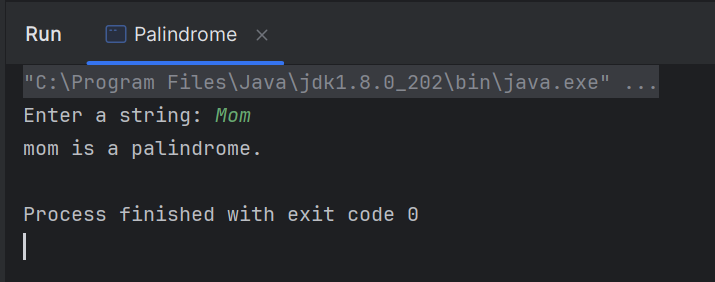 Run Palindrome ×
"C:\Program Files\Java\jdk1.8.0_202\bin\java.exe" ...
Enter a string: Mom
mom is a palindrome.
Process finished with exit code 0